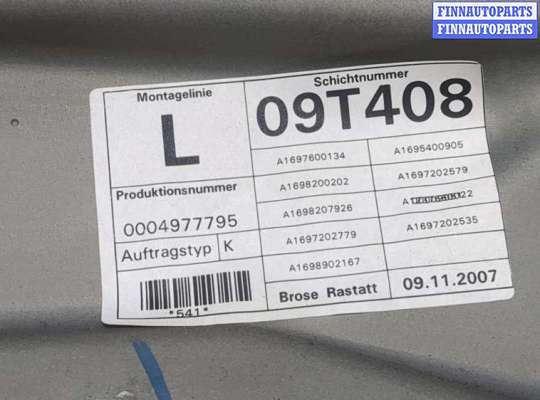 FINNAUTOPARTS
FINNAUTOPARTS
Montagelinie
L
Schichtnummer
09T408
Produktionsnummer
0004977795
Auftragstyp K
*541*
A1697600134
A1695400905
A1698200202
A1697202579
A1698207926
A1697202779
A1697202535
A1698902167
Brose Rastatt
09.11.2007